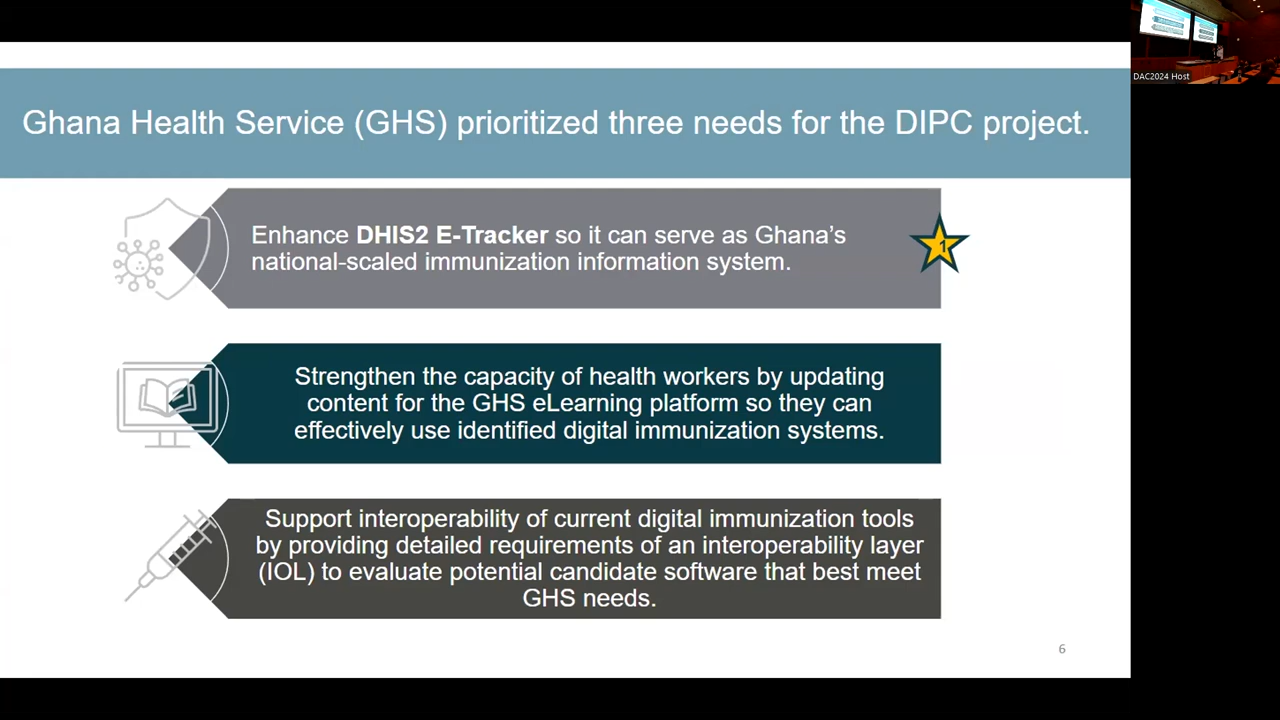 Ghana Health Service (GHS) prioritized three needs for the DIPC project.
Enhance DHIS2 E-Tracker so it can serve as Ghana's
national-scaled immunization information system.
1
Strengthen the capacity of health workers by updating
content for the GHS eLearning platform so they can
effectively use identified digital immunization systems.
Support interoperability of current digital immunization tools
by providing detailed requirements of an interoperability layer
(IOL) to evaluate potential candidate software that best meet
GHS needs.
6
DAC2024 Host